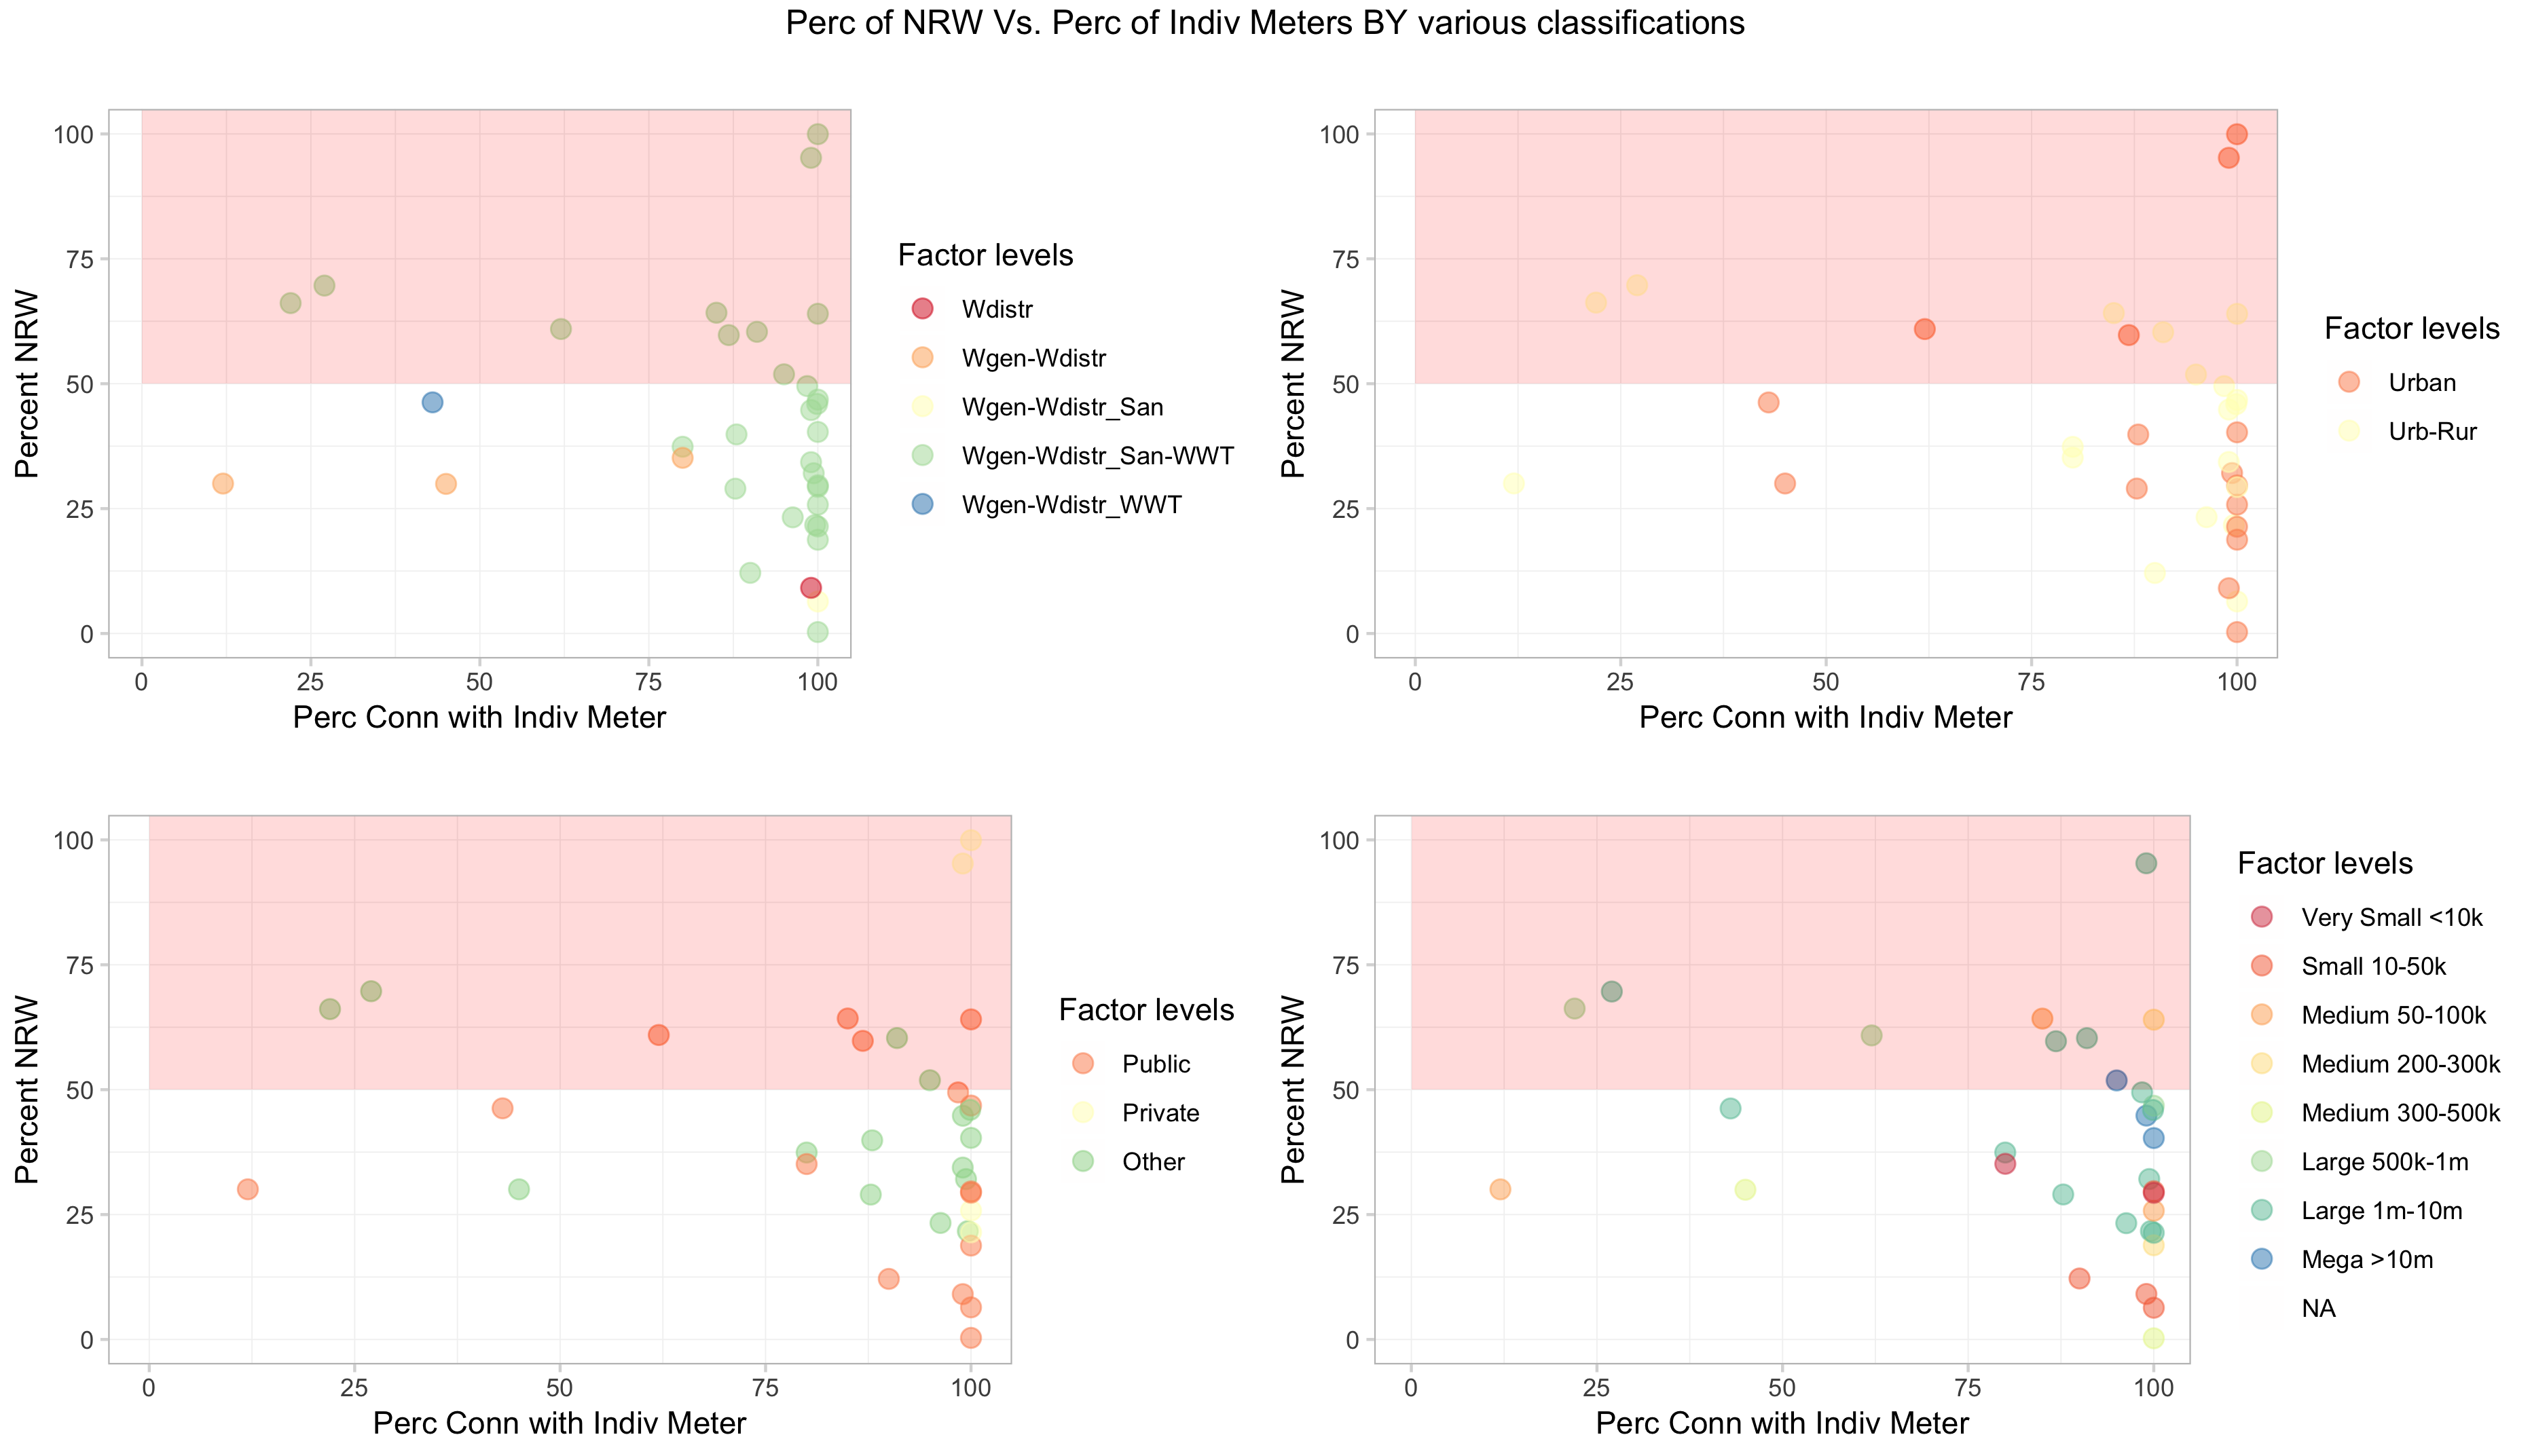 Perc of NRW Vs. Perc of Indiv Meters BY various classifications
Percent NRW
100
75
50
25
0
0 25 50 75 100
Perc Conn with Indiv Meter
Factor levels
Wdistr
Wgen-Wdistr
Wgen-Wdistr_San
Wgen-Wdistr_San-WWT
Wgen-Wdistr_WWT
Percent NRW
100
75
50
25
0
0 25 50 75 100
Perc Conn with Indiv Meter
Factor levels
Urban
Urb-Rur
Percent NRW
100
75
50
25
0
0 25 50 75 100
Perc Conn with Indiv Meter
Factor levels
Public
Private
Other
Percent NRW
100
75
50
25
0
0 25 50 75 100
Perc Conn with Indiv Meter
Factor levels
Very Small <10k
Small 10-50k
Medium 50-100k
Medium 200-300k
Medium 300-500k
Large 500k-1m
Large 1m-10m
Mega >10m
NA